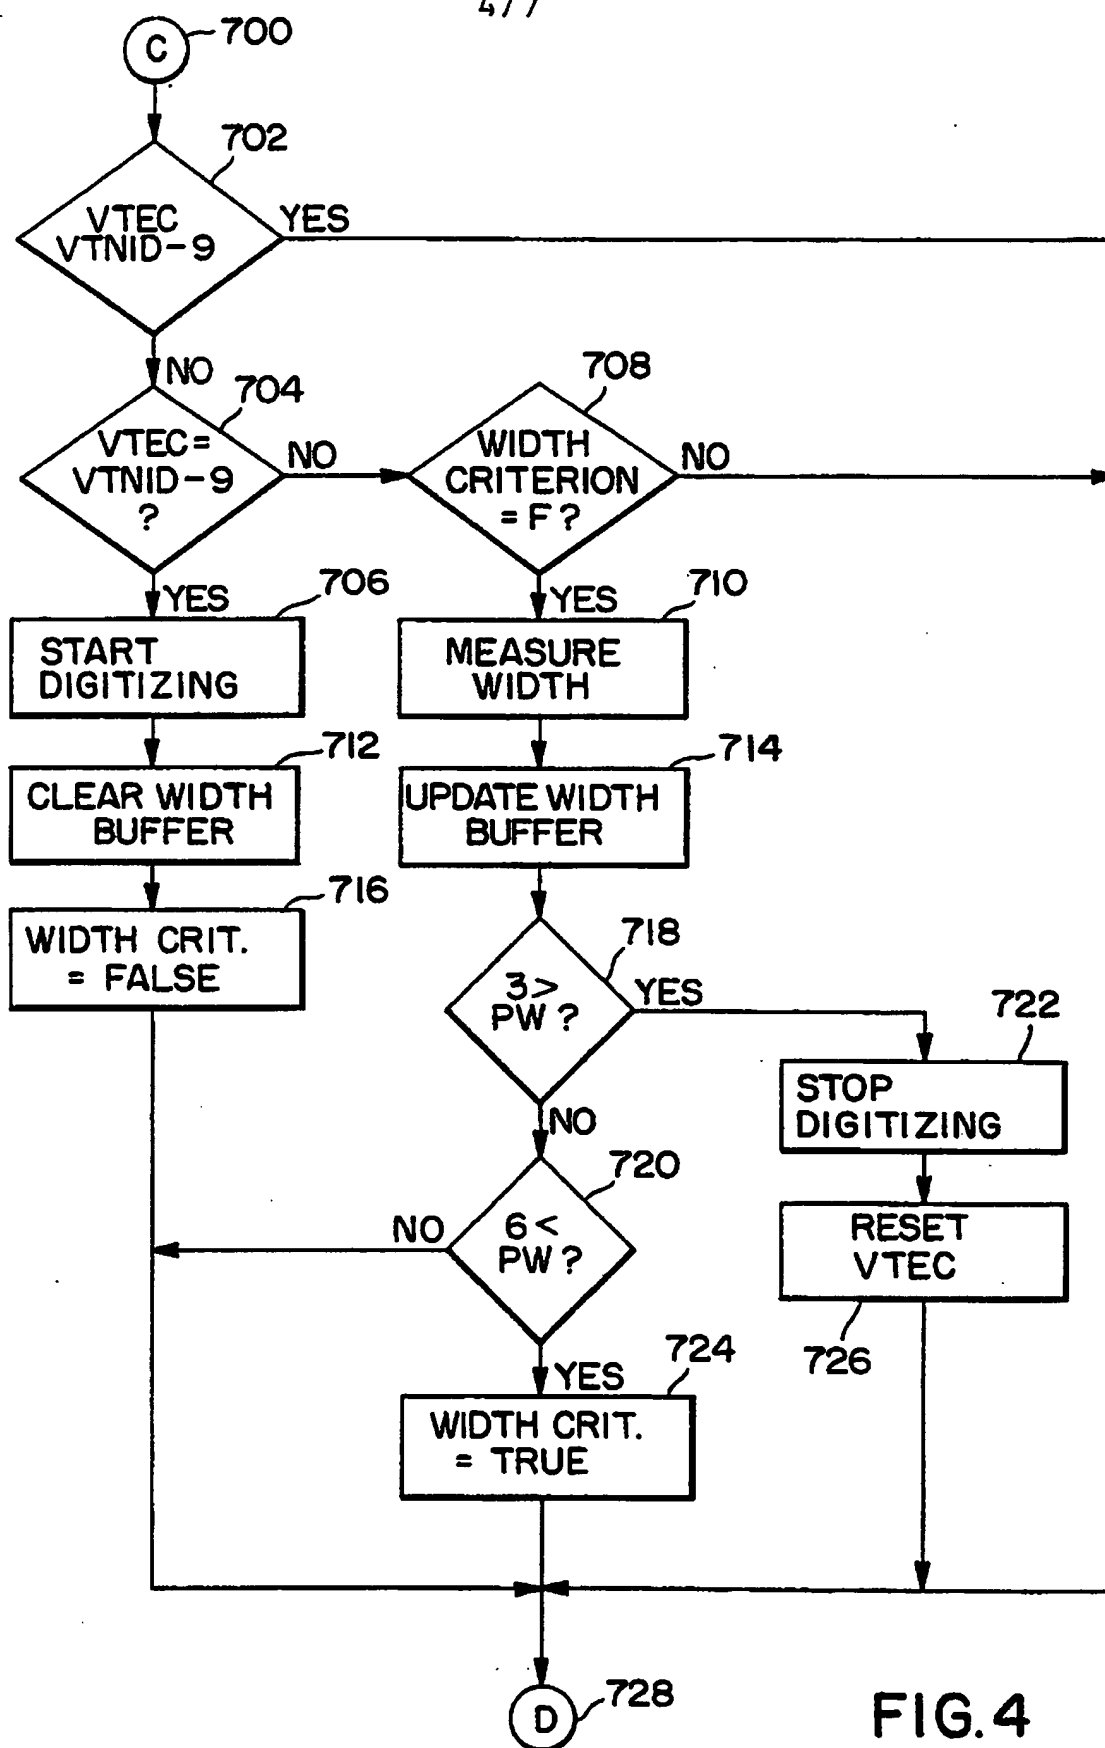 4/7
C
700
702
VTEC
VTNID-9
YES
NO
704
VTEC=
VTNID-9
?
NO
708
WIDTH
CRITERION
= F?
NO
YES
706
START
DIGITIZING
YES
710
MEASURE
WIDTH
712
CLEAR WIDTH
BUFFER
714
UPDATE WIDTH
BUFFER
716
WIDTH CRIT.
= FALSE
718
3>
PW?
YES
722
STOP
DIGITIZING
NO
720
6<
PW?
NO
RESET
VTEC
726
YES
724
WIDTH CRIT.
= TRUE
D
728
FIG.4